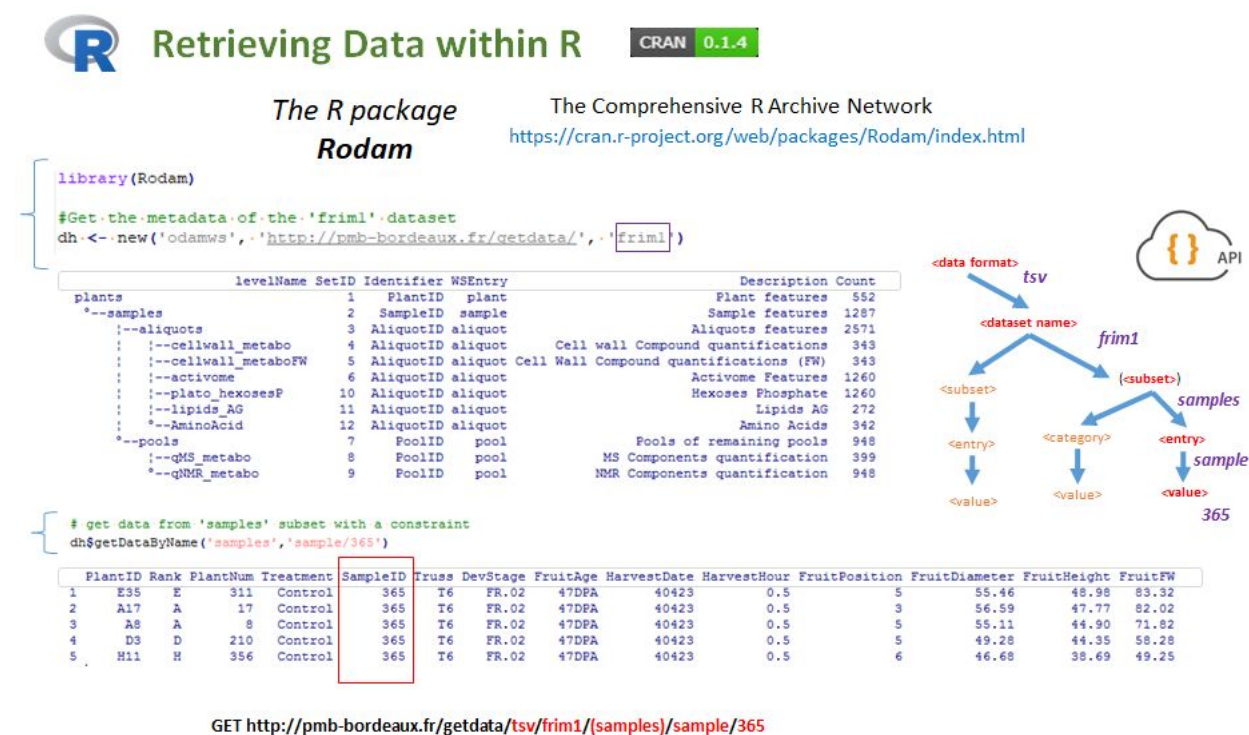 R Retrieving Data within R CRAN 0.1.4
The R package
Rodam
The Comprehensive R Archive Network
https://cran.r-project.org/web/packages/Rodam/index.html
library(Rodam)
#Get·the·metadata·of·the·'frim1'·dataset
dh·<-·new('odamws',·'http://pmb-bordeaux.fr/getdata/',·'frim1')
levelName SetID Identifier WSEntry Description Count
plants 1 PlantID plant Plant features 552
°--samples 2 SampleID sample Sample features 1287
¦--aliquots 3 AliquotID aliquot Aliquots features 2571
¦ ¦--cellwall_metabo 4 AliquotID aliquot Cell wall Compound quantifications 343
¦ ¦--cellwall_metaboFW 5 AliquotID aliquot Cell Wall Compound quantifications (FW) 343
¦ ¦--activome 6 AliquotID aliquot Activome Features 1260
¦ ¦--plato_hexosesP 10 AliquotID aliquot Hexoses Phosphate 1260
¦ ¦--lipids_AG 11 AliquotID aliquot Lipids AG 272
¦ °--AminoAcid 12 AliquotID aliquot Amino Acids 342
°--pools 7 PoolID pool Pools of remaining pools 948
¦--qMS_metabo 8 PoolID pool MS Components quantification 399
°--qNMR_metabo 9 PoolID pool NMR Components quantification 948
{} API
<data format>
tsv
<dataset name>
frim1
<subset>
(<subset>)
samples
<entry>
<category>
<entry>
sample
<value>
<value>
<value>
365
# get data from 'samples' subset with a constraint
dh$getDataByName('samples','sample/365')
PlantID Rank PlantNum Treatment SampleID Truss DevStage FruitAge HarvestDate HarvestHour FruitPosition FruitDiameter FruitHeight FruitFW
1 E35 E 311 Control 365 T6 FR.02 47DPA 40423 0.5 5 55.46 48.98 83.32
2 A17 A 17 Control 365 T6 FR.02 47DPA 40423 0.5 3 56.59 47.77 82.02
3 A8 A 8 Control 365 T6 FR.02 47DPA 40423 0.5 5 55.11 44.90 71.82
4 D3 D 210 Control 365 T6 FR.02 47DPA 40423 0.5 5 49.28 44.35 58.28
5 H11 H 356 Control 365 T6 FR.02 47DPA 40423 0.5 6 46.68 38.69 49.25
GET http://pmb-bordeaux.fr/getdata/tsv/frim1/(samples)/sample/365